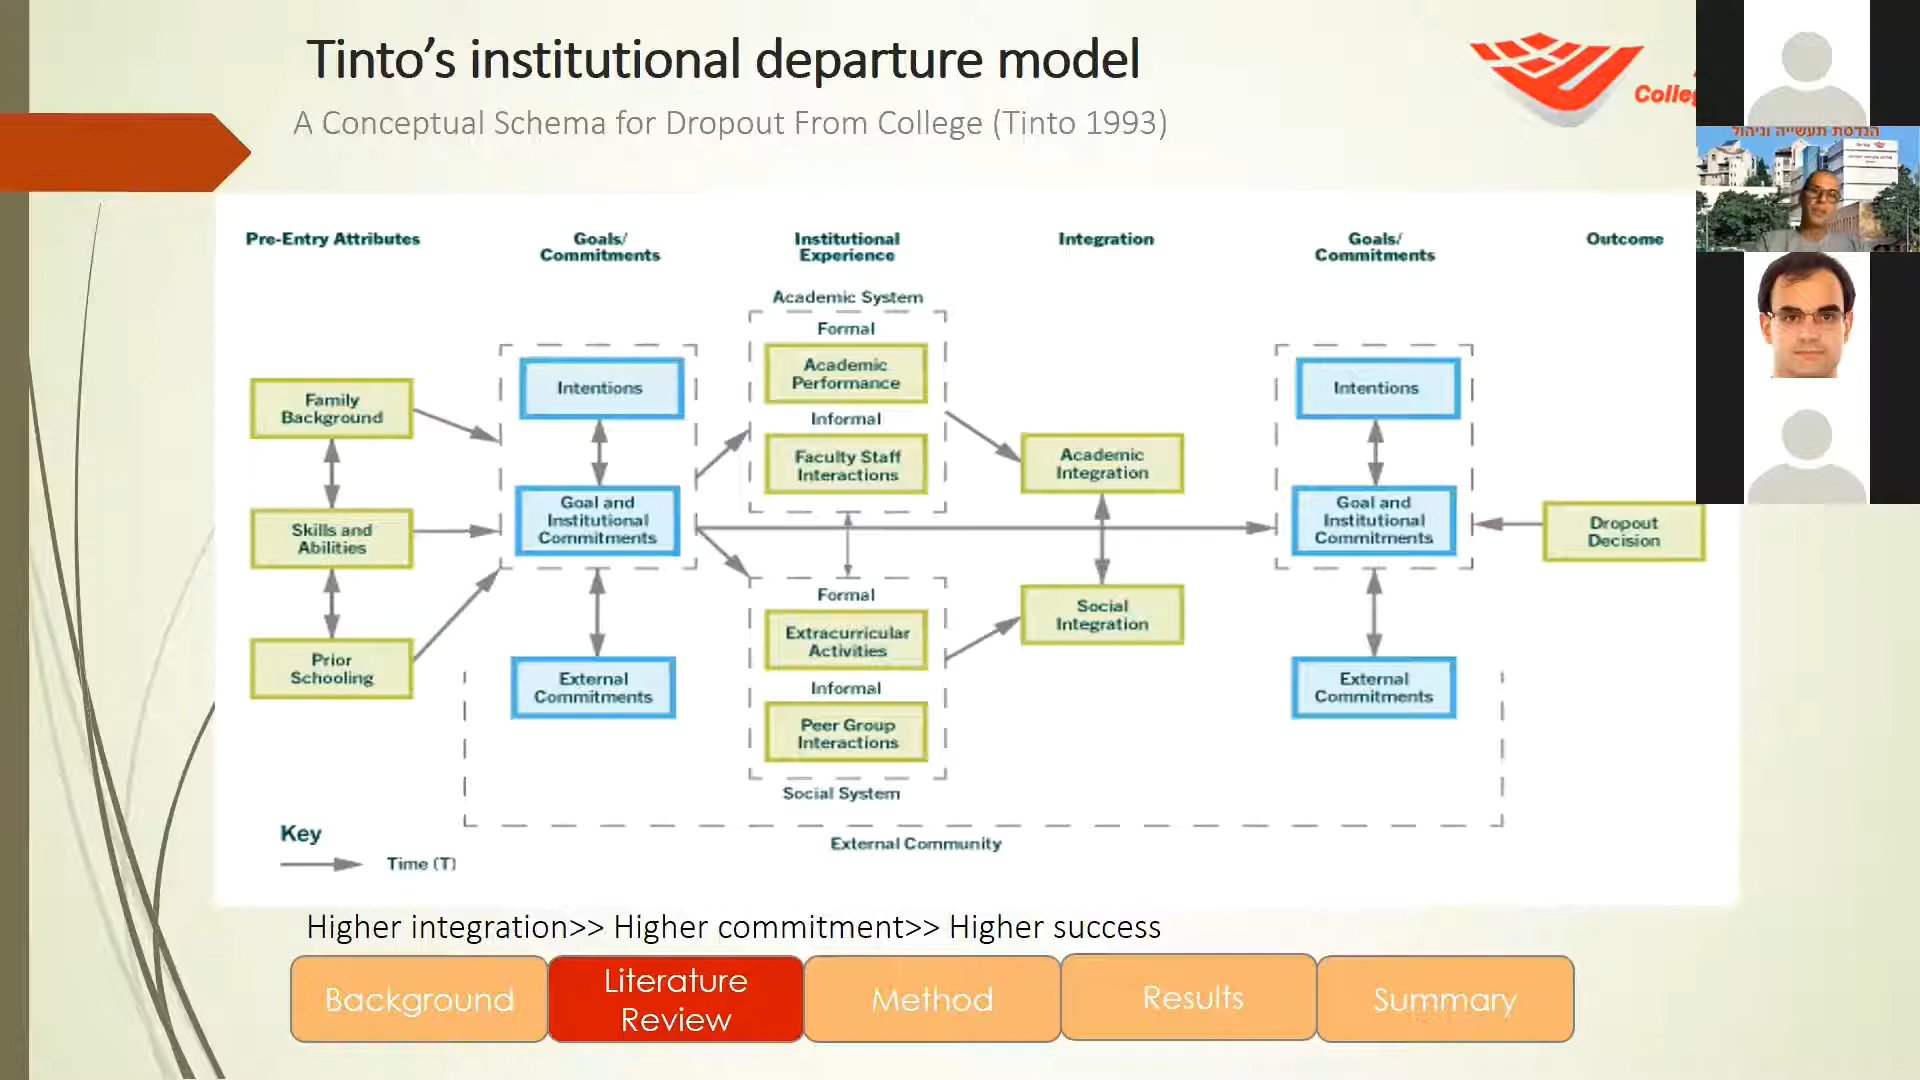 Tinto’s institutional departure model
A Conceptual Schema for Dropout From College (Tinto 1993)
הנדסת תעשייה וניהול
Pre-Entry Attributes
Goals/
Commitments
Institutional
Experience
Integration
Goals/
Commitments
Outcome
Academic System
Formal
Academic
Performance
Informal
Faculty Staff
Interactions
Family
Background
Skills and
Abilities
Prior
Schooling
Intentions
Goal and
Institutional
Commitments
External
Commitments
Formal
Extracurricular
Activities
Informal
Peer Group
Interactions
Social System
Academic
Integration
Social
Integration
Intentions
Goal and
Institutional
Commitments
External
Commitments
Dropout
Decision
External Community
Key
Time (T)
Higher integration>> Higher commitment>> Higher success
Background
Literature
Review
Method
Results
Summary